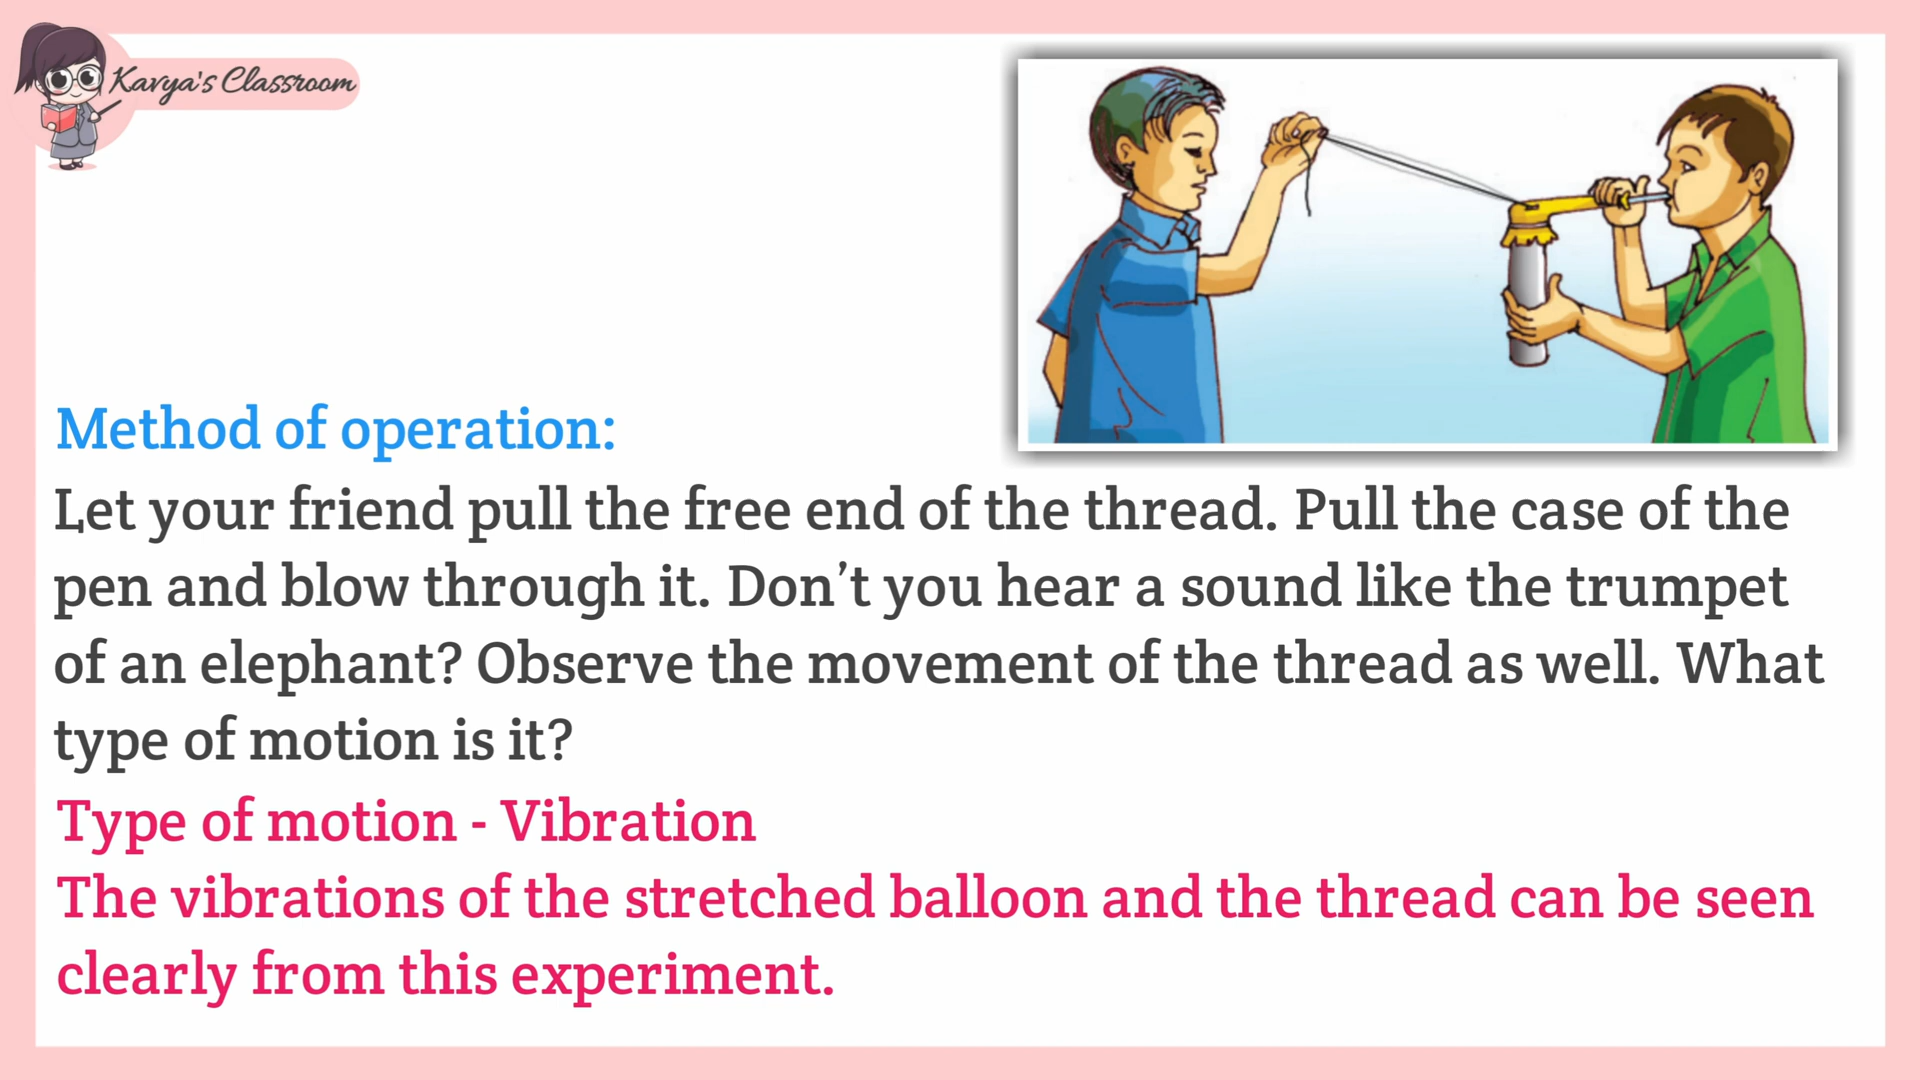 Kavya's Classroom
Method of operation:
Let your friend pull the free end of the thread. Pull the case of the
pen and blow through it. Don’t you hear a sound like the trumpet
of an elephant? Observe the movement of the thread as well. What
type of motion is it?
Type of motion - Vibration
The vibrations of the stretched balloon and the thread can be seen
clearly from this experiment.